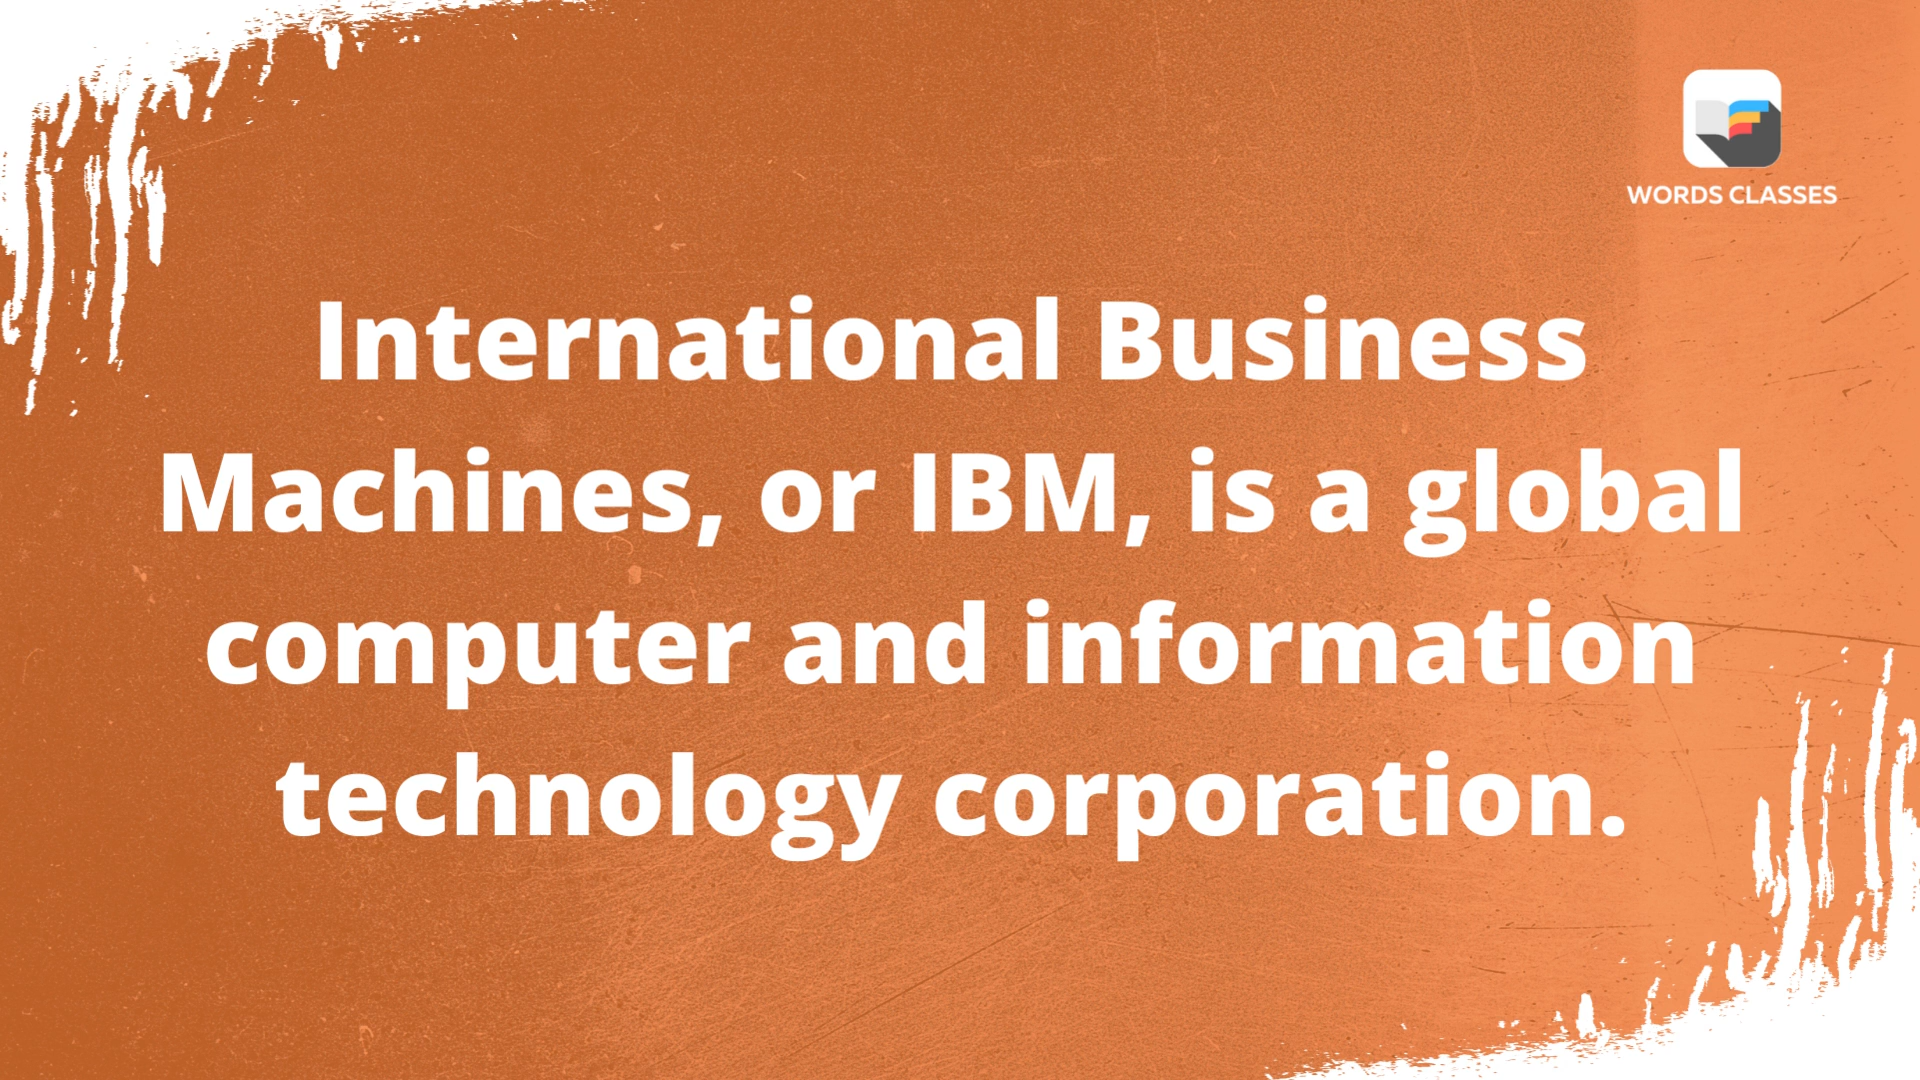 WORDS CLASSES
International Business
Machines, or IBM, is a global
computer and information
technology corporation.